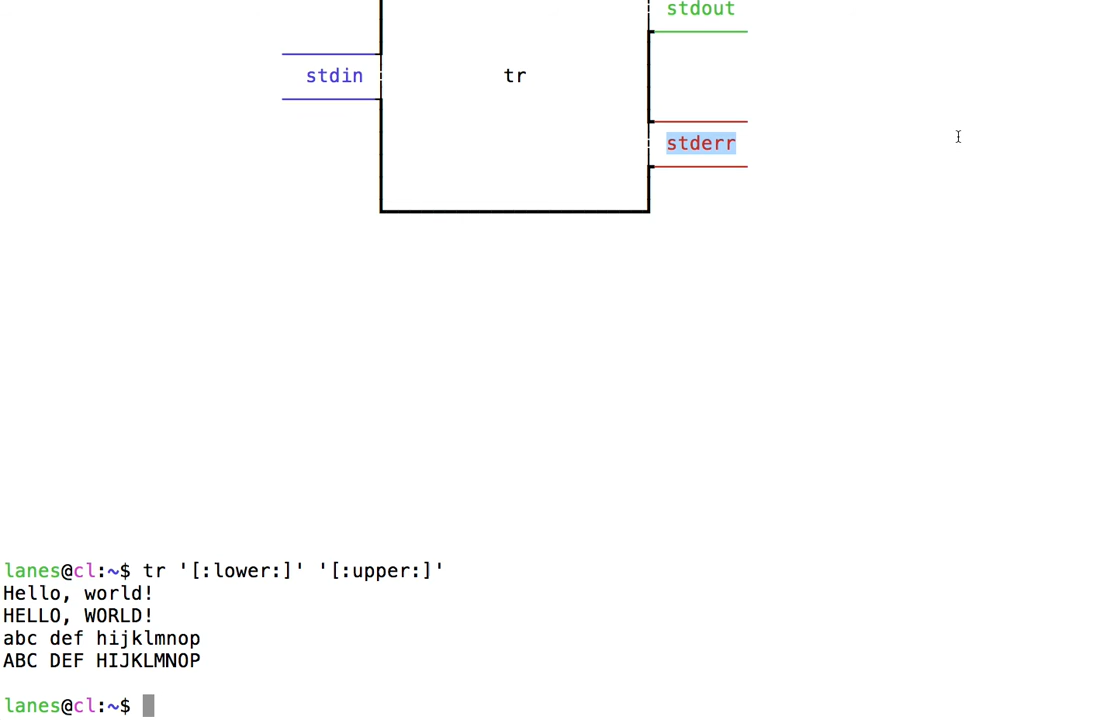 stdout
stdin
tr
stderr
lanes@cl:~$ tr '[:lower:]' '[:upper:]'
Hello, world!
HELLO, WORLD!
abc def hijklmnop
ABC DEF HIJKLMNOP
lanes@cl:~$